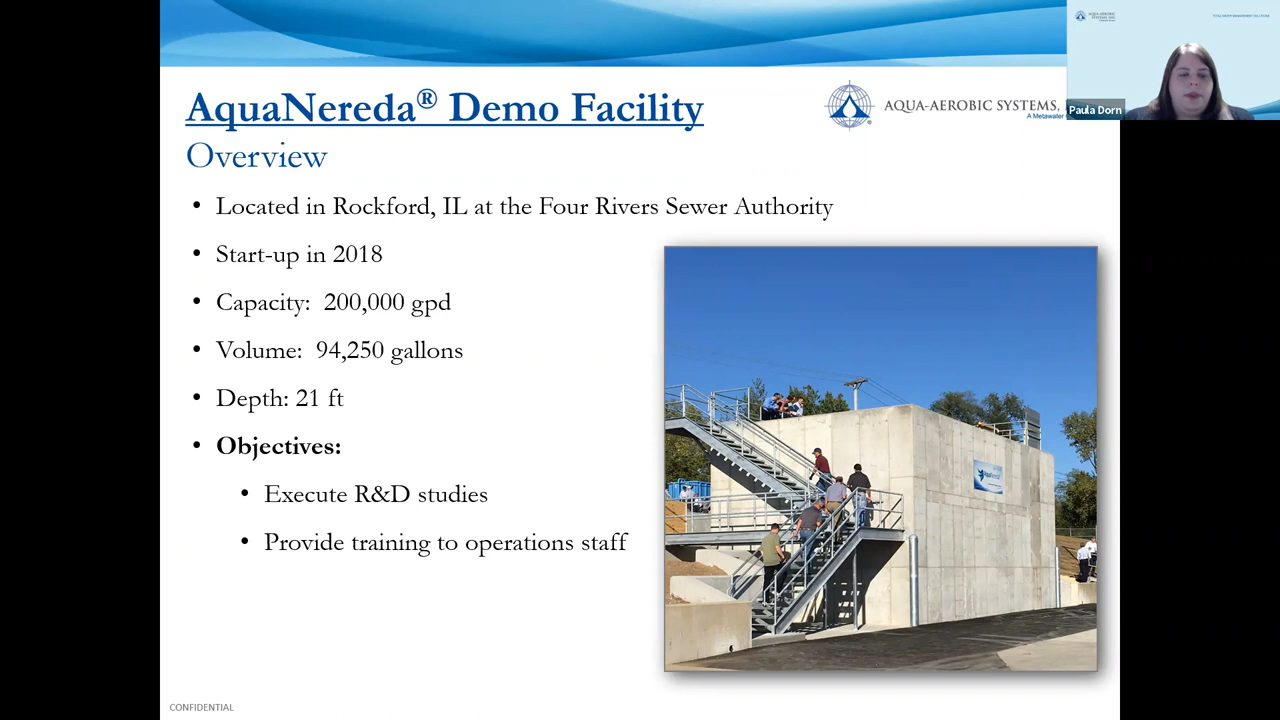 AquaNereda® Demo Facility
Overview
AQUA-AEROBIC SYSTEMS,
A Metawater
Paula Dorn
• Located in Rockford, IL at the Four Rivers Sewer Authority
• Start-up in 2018
• Capacity: 200,000 gpd
• Volume: 94,250 gallons
• Depth: 21 ft
• Objectives:
• Execute R&D studies
• Provide training to operations staff
CONFIDENTIAL